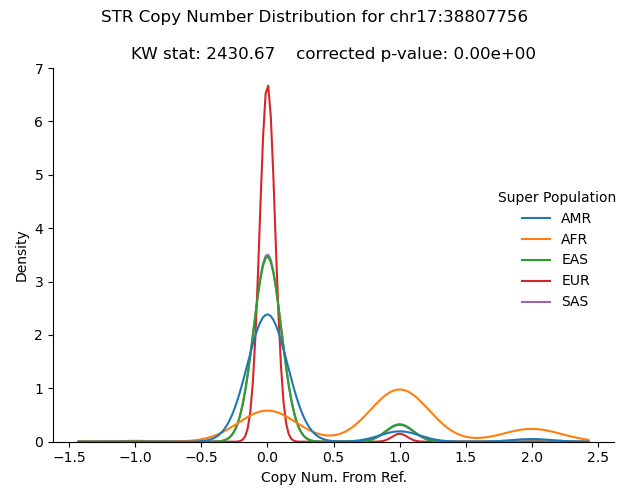 STR Copy Number Distribution for chr17:38807756
KW stat: 2430.67    corrected p-value: 0.00e+00
7
6
5
4
3
2
1
0
Density
−1.5 −1.0 −0.5 0.0 0.5 1.0 1.5 2.0 2.5
Copy Num. From Ref.
Super Population
AMR
AFR
EAS
EUR
SAS